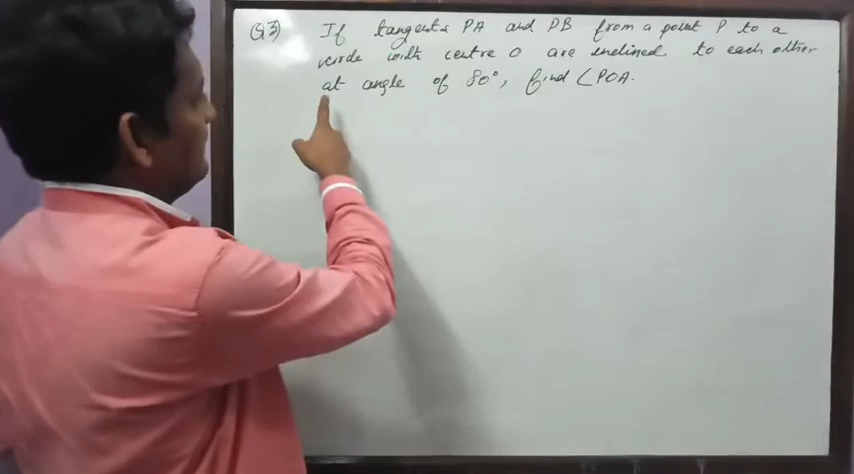 Q3) If tangents PA and PB from a point P to a
circle with centre O are inclined to each other
at angle of 80°, find ∠POA.